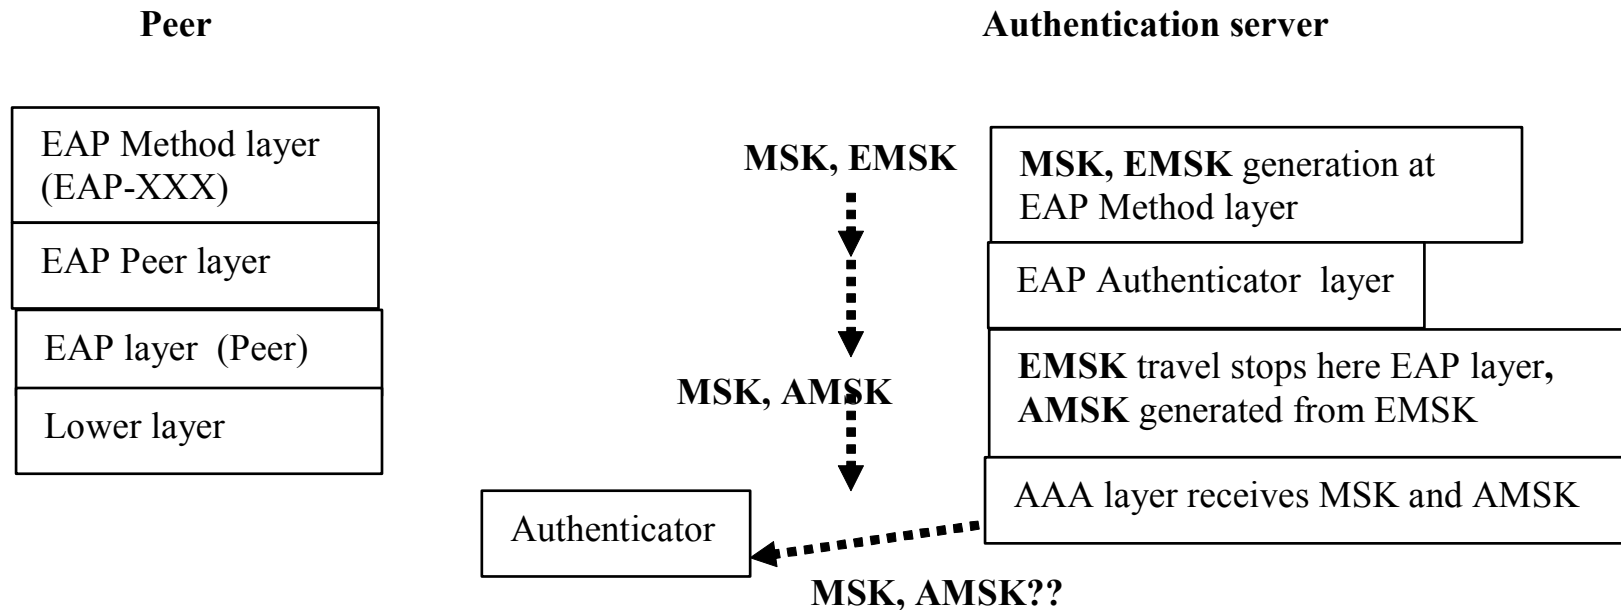 Peer
Authentication server
EAP Method layer
(EAP-XXX)
EAP Peer layer
EAP layer (Peer)
Lower layer
MSK, EMSK
MSK, AMSK
MSK, EMSK generation at
EAP Method layer
EAP Authenticator layer
EMSK travel stops here EAP layer,
AMSK generated from EMSK
AAA layer receives MSK and AMSK
Authenticator
MSK, AMSK??